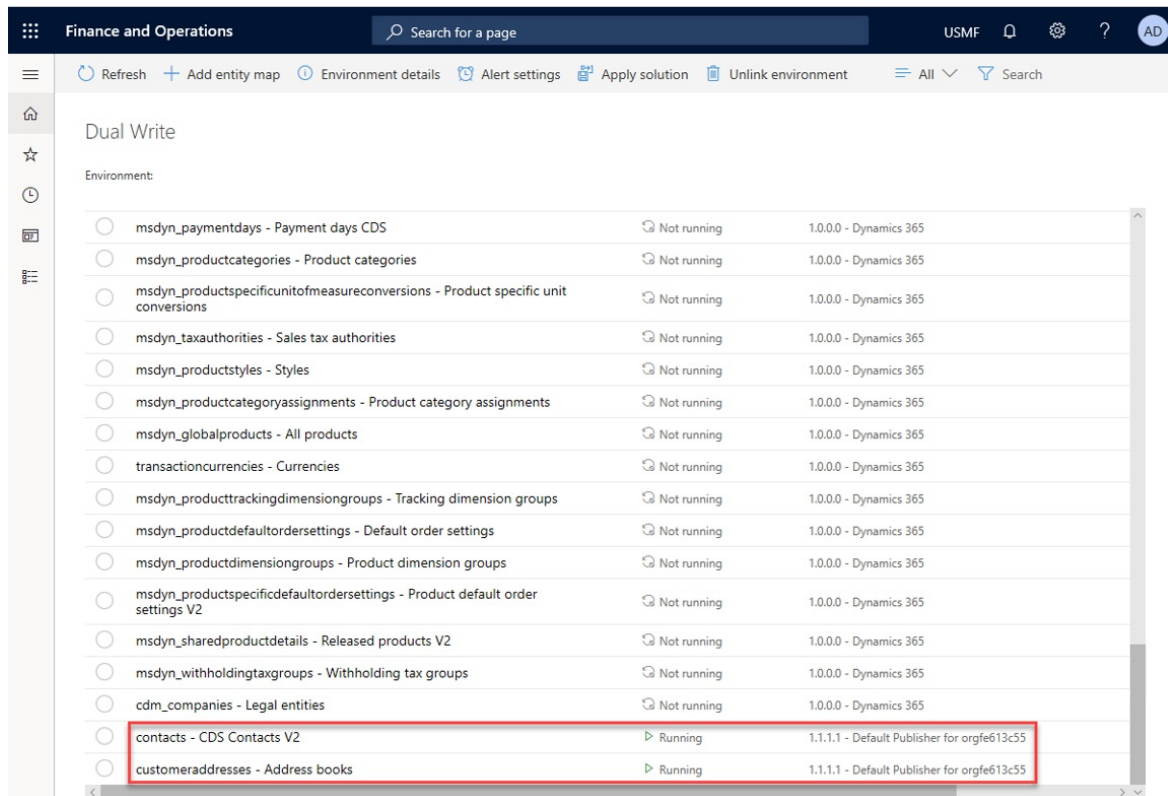 Finance and Operations
Search for a page
USMF
?
AD
Refresh
Add entity map
Environment details
Alert settings
Apply solution
Unlink environment
All
Search
Dual Write
Environment:
msdyn_paymentdays - Payment days CDS Not running 1.0.0.0 - Dynamics 365
msdyn_productcategories - Product categories Not running 1.0.0.0 - Dynamics 365
msdyn_productspecificunitofmeasureconversions - Product specific unit
conversions Not running 1.0.0.0 - Dynamics 365
msdyn_taxauthorities - Sales tax authorities Not running 1.0.0.0 - Dynamics 365
msdyn_productstyles - Styles Not running 1.0.0.0 - Dynamics 365
msdyn_productcategoryassignments - Product category assignments Not running 1.0.0.0 - Dynamics 365
msdyn_globalproducts - All products Not running 1.0.0.0 - Dynamics 365
transactioncurrencies - Currencies Not running 1.0.0.0 - Dynamics 365
msdyn_producttrackingdimensiongroups - Tracking dimension groups Not running 1.0.0.0 - Dynamics 365
msdyn_productdefaultordersettings - Default order settings Not running 1.0.0.0 - Dynamics 365
msdyn_productdimensiongroups - Product dimension groups Not running 1.0.0.0 - Dynamics 365
msdyn_productspecificdefaultordersettings - Product default order
settings V2 Not running 1.0.0.0 - Dynamics 365
msdyn_sharedproductdetails - Released products V2 Not running 1.0.0.0 - Dynamics 365
msdyn_withholdingtaxgroups - Withholding tax groups Not running 1.0.0.0 - Dynamics 365
cdm_companies - Legal entities Not running 1.0.0.0 - Dynamics 365
contacts - CDS Contacts V2 Running 1.1.1.1 - Default Publisher for orgfe613c55
customeraddresses - Address books Running 1.1.1.1 - Default Publisher for orgfe613c55